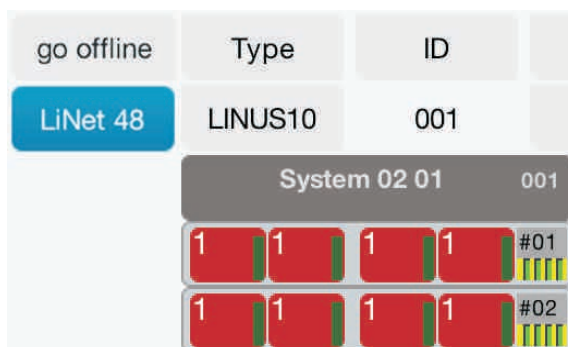 go offline Type ID
LiNet 48 LINUS10 001
System 02 01 001
1 1 1 1 #01
1 1 1 1 #02